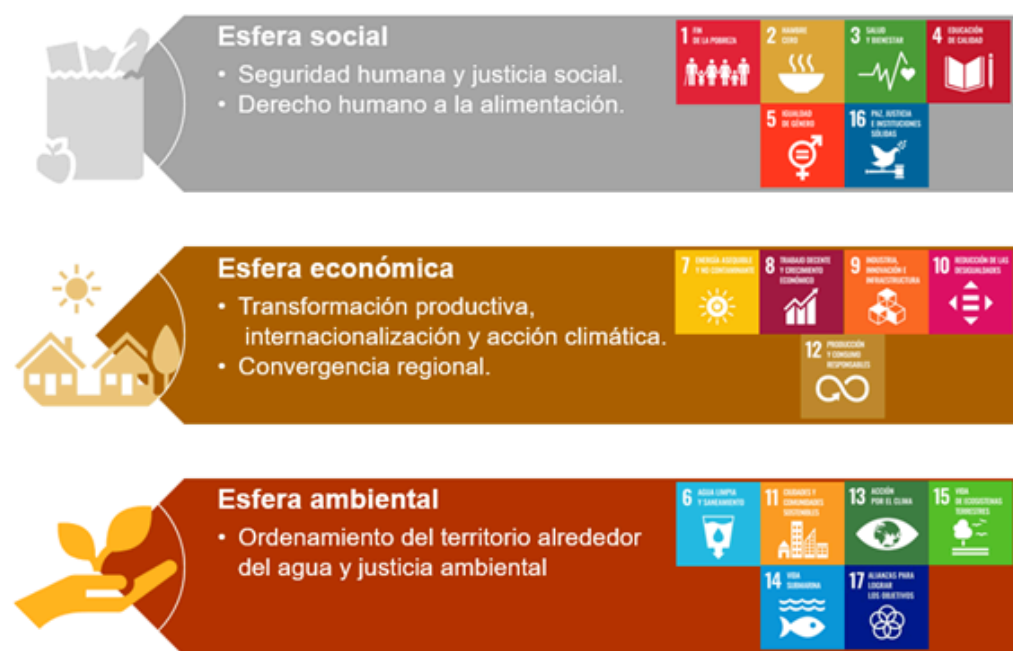 Esfera social
• Seguridad humana y justicia social.
• Derecho humano a la alimentación.
1 FIN
DE LA POBREZA
2 HAMBRE
CERO
3 SALUD
Y BIENESTAR
4 EDUCACIÓN
DE CALIDAD
5 IGUALDAD
DE GÉNERO
16 PAZ, JUSTICIA
E INSTITUCIONES
SÓLIDAS
Esfera económica
• Transformación productiva,
internacionalización y acción climática.
• Convergencia regional.
7 ENERGÍA ASEQUIBLE
Y NO CONTAMINANTE
8 TRABAJO DECENTE
Y CRECIMIENTO
ECONÓMICO
9 INDUSTRIA,
INNOVACIÓN E
INFRAESTRUCTURA
10 REDUCCIÓN DE LAS
DESIGUALDADES
12 PRODUCCIÓN
Y CONSUMO
RESPONSABLES
Esfera ambiental
• Ordenamiento del territorio alrededor
del agua y justicia ambiental
6 AGUA LIMPIA
Y SANEAMIENTO
11 CIUDADES Y
COMUNIDADES
SOSTENIBLES
13 ACCIÓN
POR EL CLIMA
15 VIDA
DE ECOSISTEMAS
TERRESTRES
14 VIDA
SUBMARINA
17 ALIANZAS PARA
LOGRAR
LOS OBJETIVOS